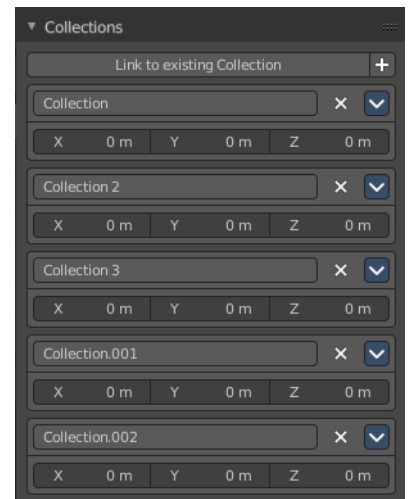 Collections
Link to existing Collection
Collection
X 0 m Y 0 m Z 0 m
Collection 2
X 0 m Y 0 m Z 0 m
Collection 3
X 0 m Y 0 m Z 0 m
Collection.001
X 0 m Y 0 m Z 0 m
Collection.002
X 0 m Y 0 m Z 0 m